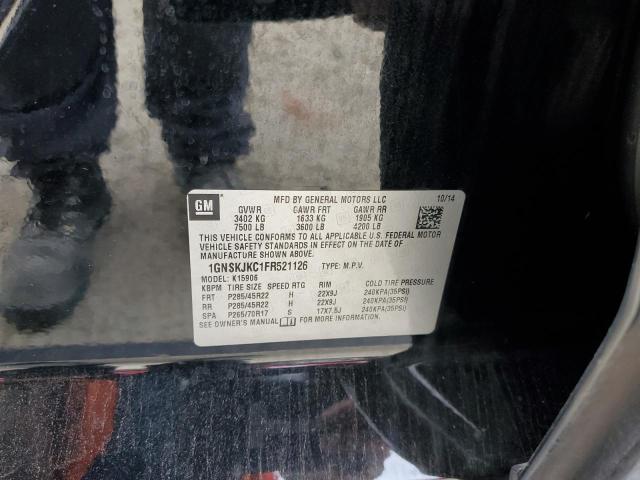 GM
MFD BY GENERAL MOTORS LLC 10/14
GVWR GAWR FRT GAWR RR
3402 KG 1633 KG 1905 KG
7500 LB 3600 LB 4200 LB
THIS VEHICLE CONFORMS TO ALL APPLICABLE U.S. FEDERAL MOTOR
VEHICLE SAFETY STANDARDS IN EFFECT ON THE DATE OF
MANUFACTURE SHOWN ABOVE.
1GNSKJKC1FR521126 TYPE: M.P.V.
MODEL: K15906
KBPM TIRE SIZE SPEED RTG RIM COLD TIRE PRESSURE
FRT P285/45R22 H 22X9J 240KPA(35PSI)
RR P285/45R22 H 22X9J 240KPA(35PSI)
SPA P265/70R17 S 17X7.5J 240KPA(35PSI)
SEE OWNER'S MANUAL FOR MORE INFORMATION.